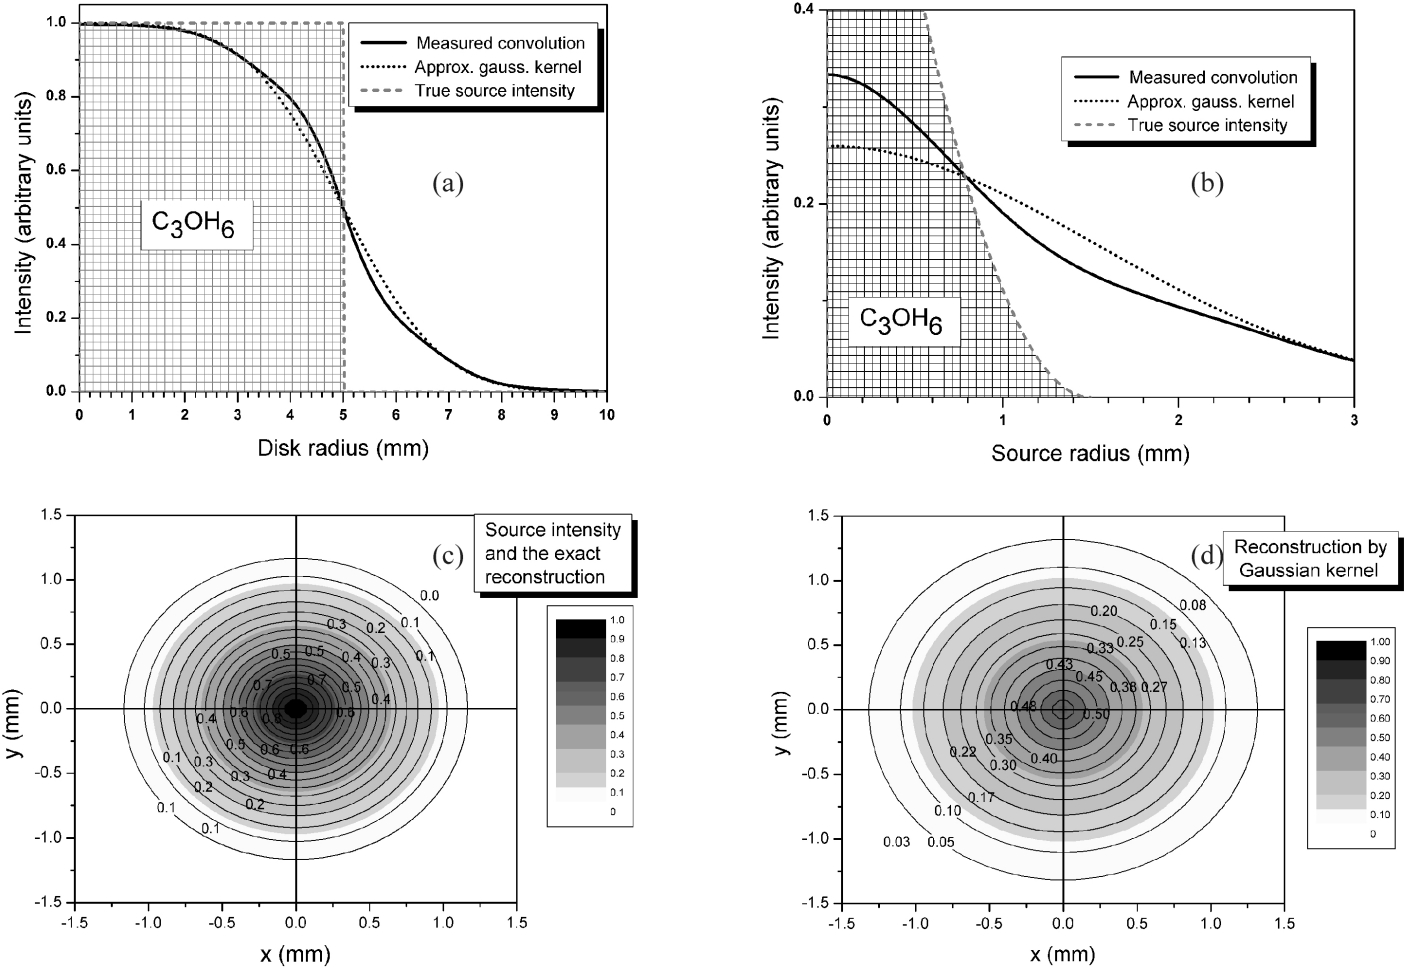 1.0
0.8
0.6
0.4
0.2
0.0
Intensity (arbitrary units)
Measured convolution
Approx. gauss. kernel
True source intensity
(a)
C3OH6
0 1 2 3 4 5 6 7 8 9 10
Disk radius (mm)
0.4
0.2
0.0
Intensity (arbitrary units)
Measured convolution
Approx. gauss. kernel
True source intensity
(b)
C3OH6
0 1 2 3
Source radius (mm)
1.5
1.0
0.5
0.0
-0.5
-1.0
-1.5
y (mm)
(c)
Source intensity
and the exact
reconstruction
0.0
0.1
0.3 0.2
0.5 0.5 0.4 0.3 0.1
0.7 0.7 0.5 0.4
0.4 0.6 0.8 0.6
0.5 0.6 0.6
0.1 0.3 0.3 0.4
0.2 0.2
0.1 0.1
1.0
0.9
0.8
0.7
0.6
0.5
0.4
0.3
0.2
0.1
0
-1.5 -1.0 -0.5 0.0 0.5 1.0 1.5
x (mm)
1.5
1.0
0.5
0.0
-0.5
-1.0
-1.5
y (mm)
(d)
Reconstruction by
Gaussian kernel
0.08
0.20 0.15
0.33 0.25 0.13
0.43 0.45 0.38 0.27
0.48 0.50
0.35
0.22 0.30 0.40
0.17
0.10
0.03 0.05
1.00
0.90
0.80
0.70
0.60
0.50
0.40
0.30
0.20
0.10
0
-1.5 -1.0 -0.5 0.0 0.5 1.0 1.5
x (mm)